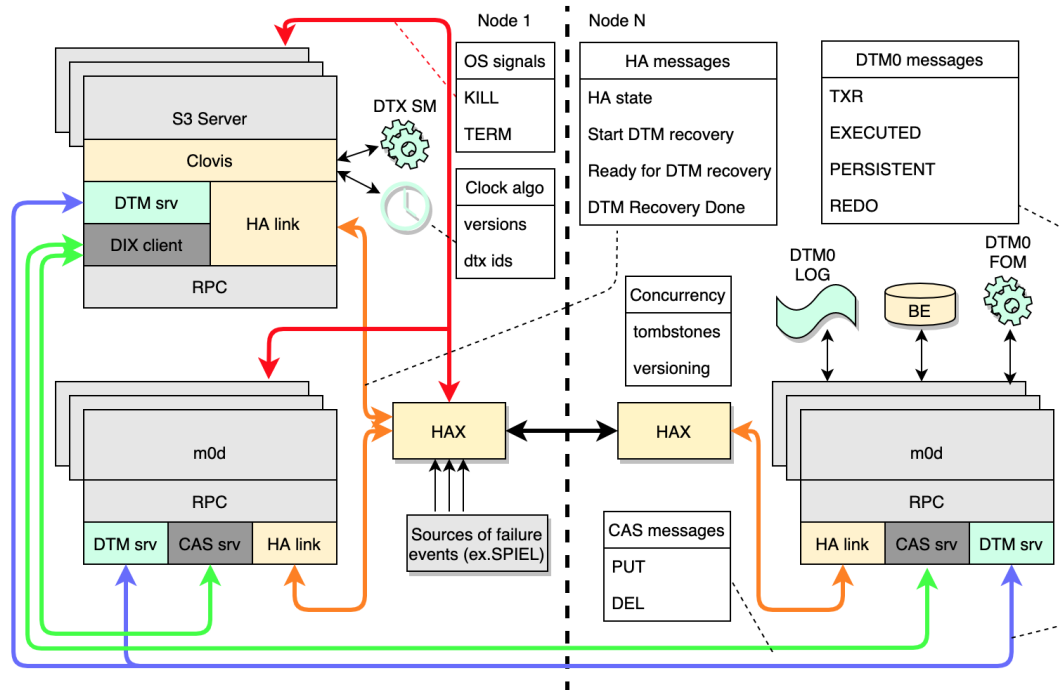 Node 1
Node N
S3 Server
Clovis
DTM srv
DIX client
HA link
RPC
DTX SM
OS signals
KILL
TERM
Clock algo
versions
dtx ids
HA messages
HA state
Start DTM recovery
Ready for DTM recovery
DTM Recovery Done
DTM0 messages
TXR
EXECUTED
PERSISTENT
REDO
Concurrency
tombstones
versioning
DTM0
LOG
BE
DTM0
FOM
m0d
RPC
DTM srv
CAS srv
HA link
HAX
Sources of failure
events (ex.SPIEL)
HAX
CAS messages
PUT
DEL
m0d
RPC
HA link
CAS srv
DTM srv